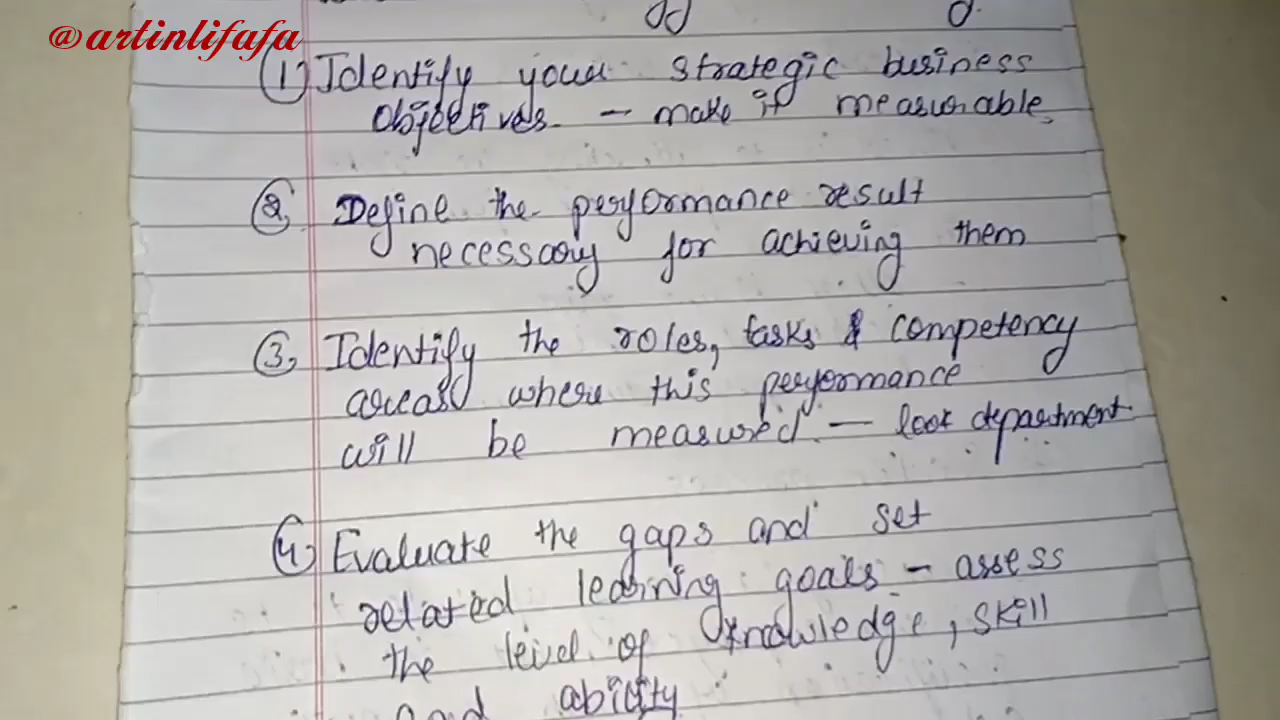 @artinlifafa
① Identify your strategic business
objectives – make it measurable
② Define the performance result
necessary for achieving them
③ Identify the roles, tasks & competency
areas where this performance
will be measured – department
④ Evaluate the gaps and set
related learning goals – assess
the level of knowledge, skill
and ability